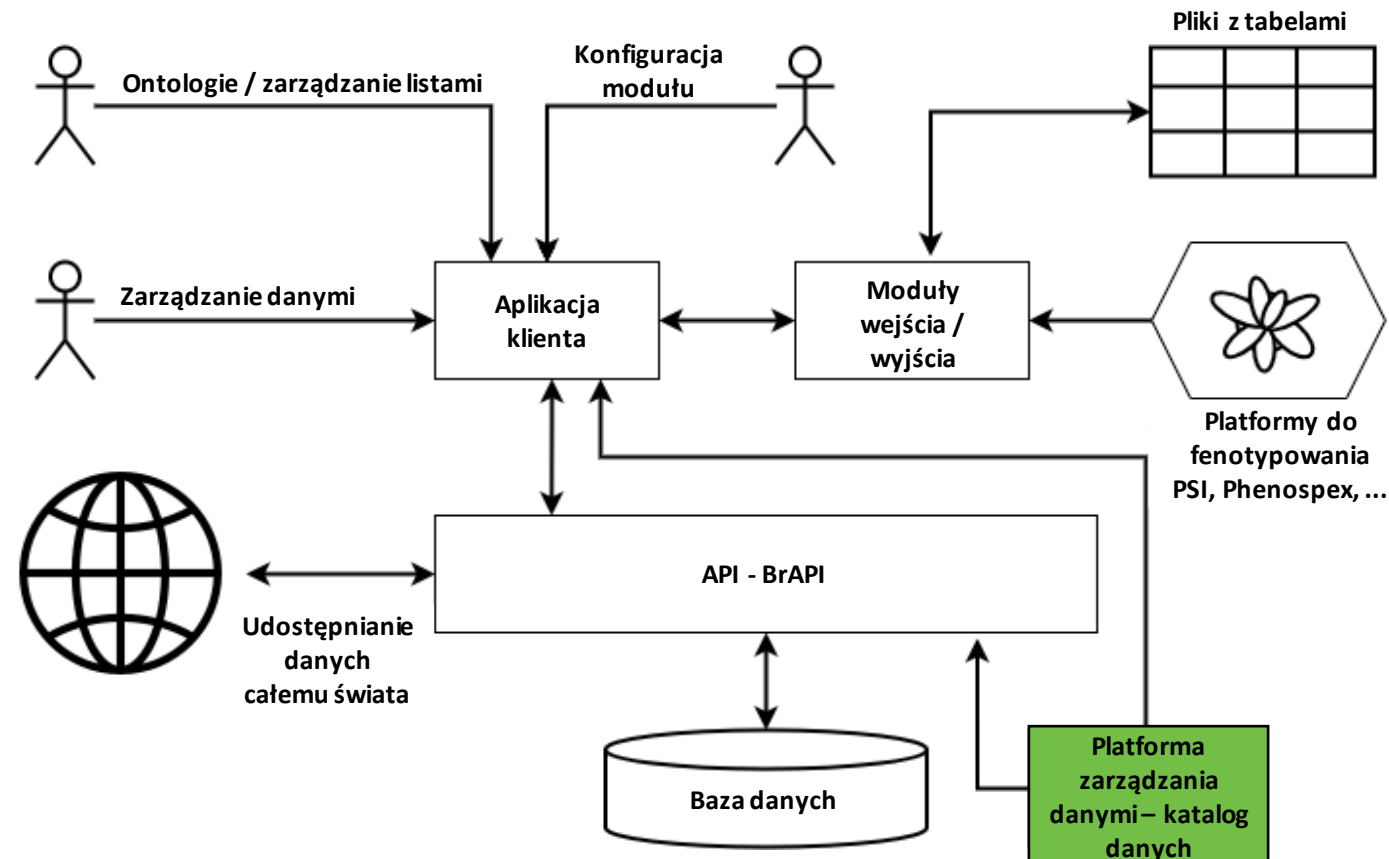 Pliki z tabelami
Ontologie / zarządzanie listami
Konfiguracja
modułu
Zarządzanie danymi
Aplikacja
klienta
Moduły
wejścia /
wyjścia
Platformy do
fenotypowania
PSI, Phenospex, ...
API - BrAPI
Udostępnianie
danych
całemu świata
Baza danych
Platforma
zarządzania
danymi – katalog
danych